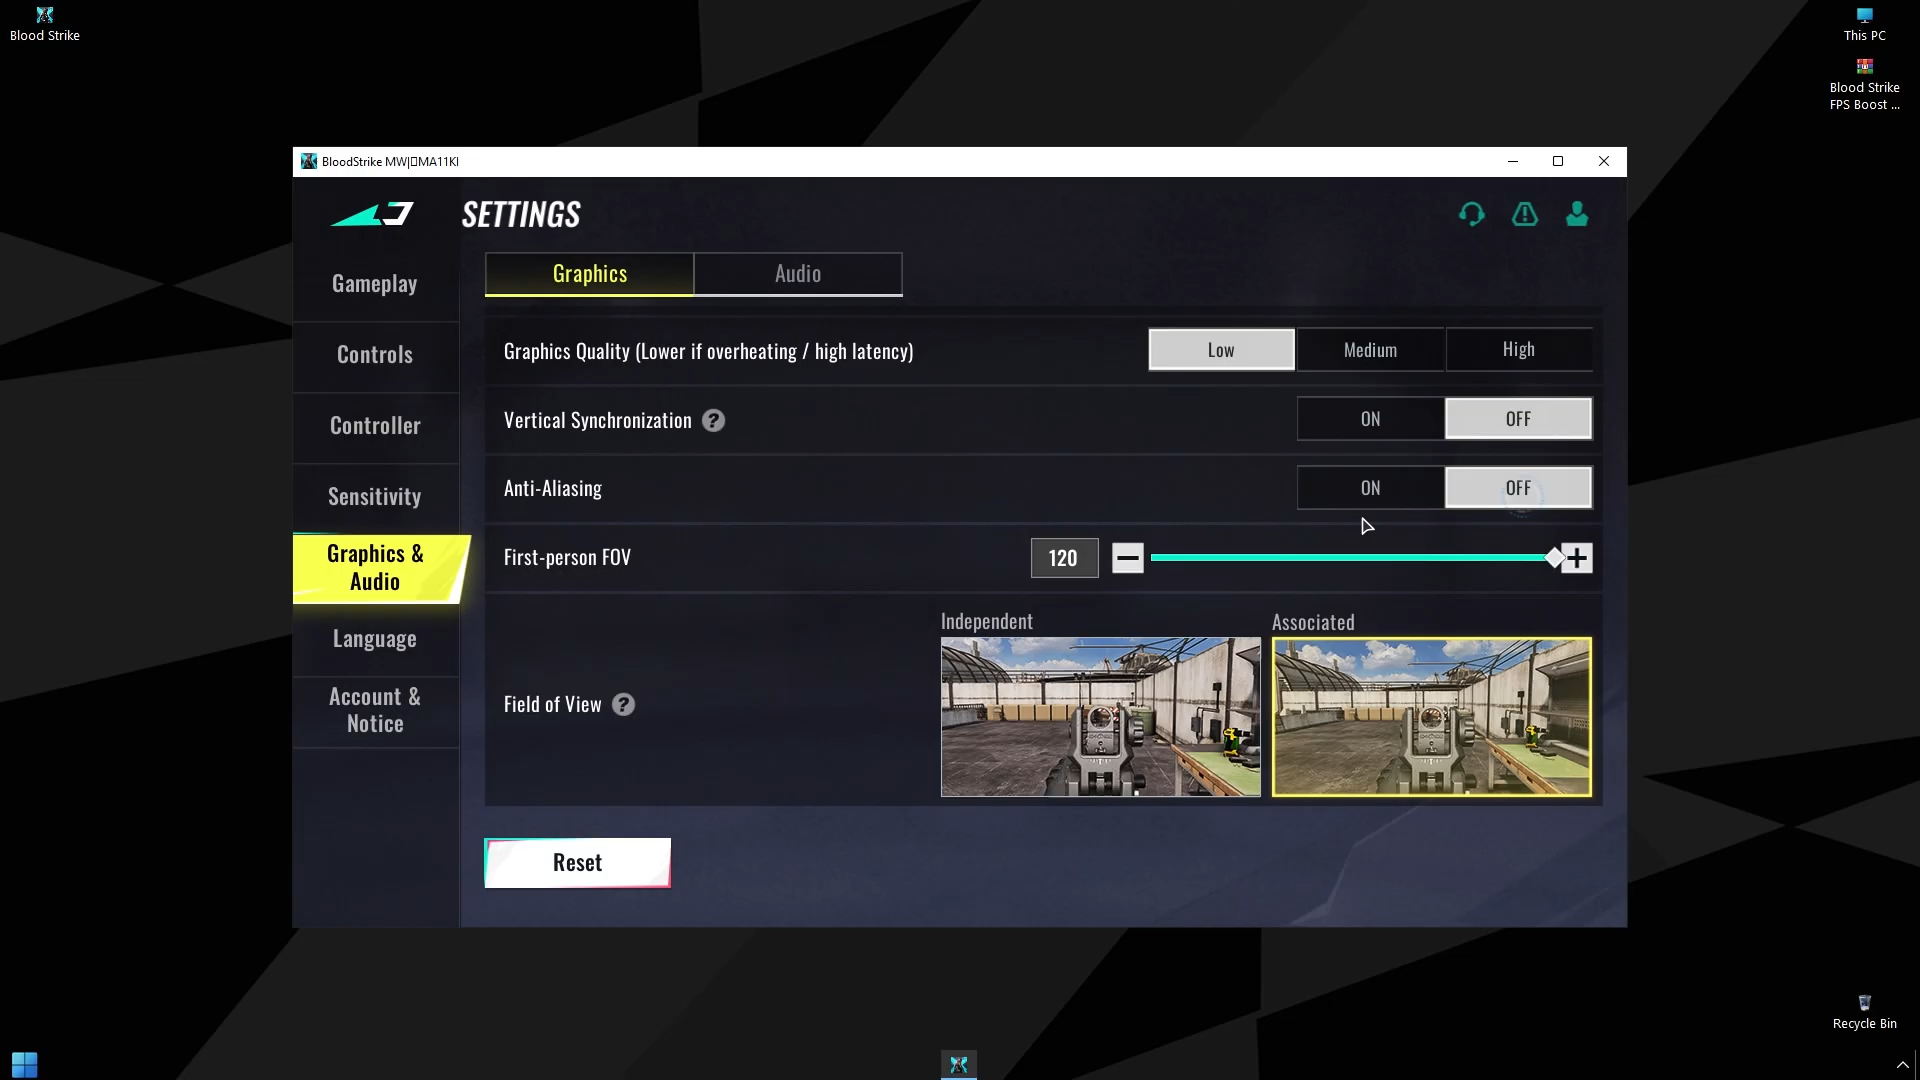 Blood Strike
This PC
Blood Strike
FPS Boost ...
BloodStrike MW|▯MA11KI
SETTINGS
Gameplay
Controls
Controller
Sensitivity
Graphics &
Audio
Language
Account &
Notice
Graphics
Audio
Graphics Quality (Lower if overheating / high latency)
Low
Medium
High
Vertical Synchronization ?
ON
OFF
Anti-Aliasing
ON
OFF
First-person FOV
120
Field of View ?
Independent
Associated
Reset
Recycle Bin